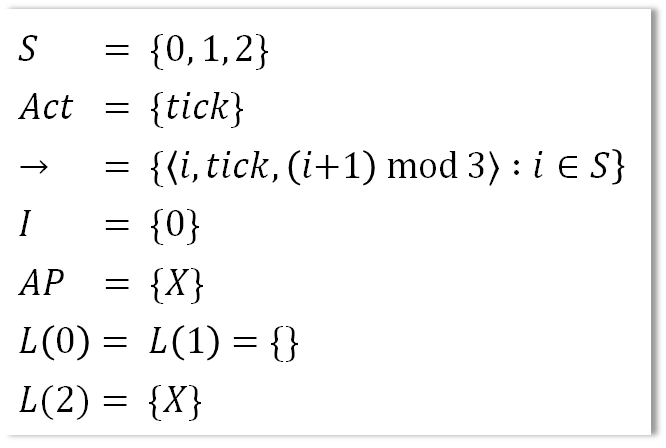 S = {0, 1, 2}
Act = {tick}
→ = {⟨i, tick, (i+1) mod 3⟩ : i ∈ S}
I = {0}
AP = {X}
L(0) = L(1) = {}
L(2) = {X}